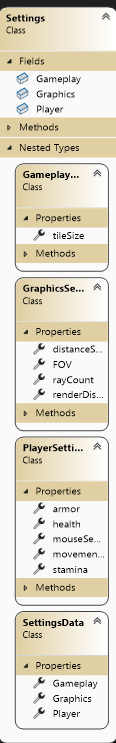 Settings
Class
Fields
Gameplay
Graphics
Player
Methods
Nested Types
Gameplay...
Class
Properties
tileSize
Methods
GraphicsSe...
Class
Properties
distanceS...
FOV
rayCount
renderDis...
Methods
PlayerSetti...
Class
Properties
armor
health
mouseSe...
movemen...
stamina
Methods
SettingsData
Class
Properties
Gameplay
Graphics
Player